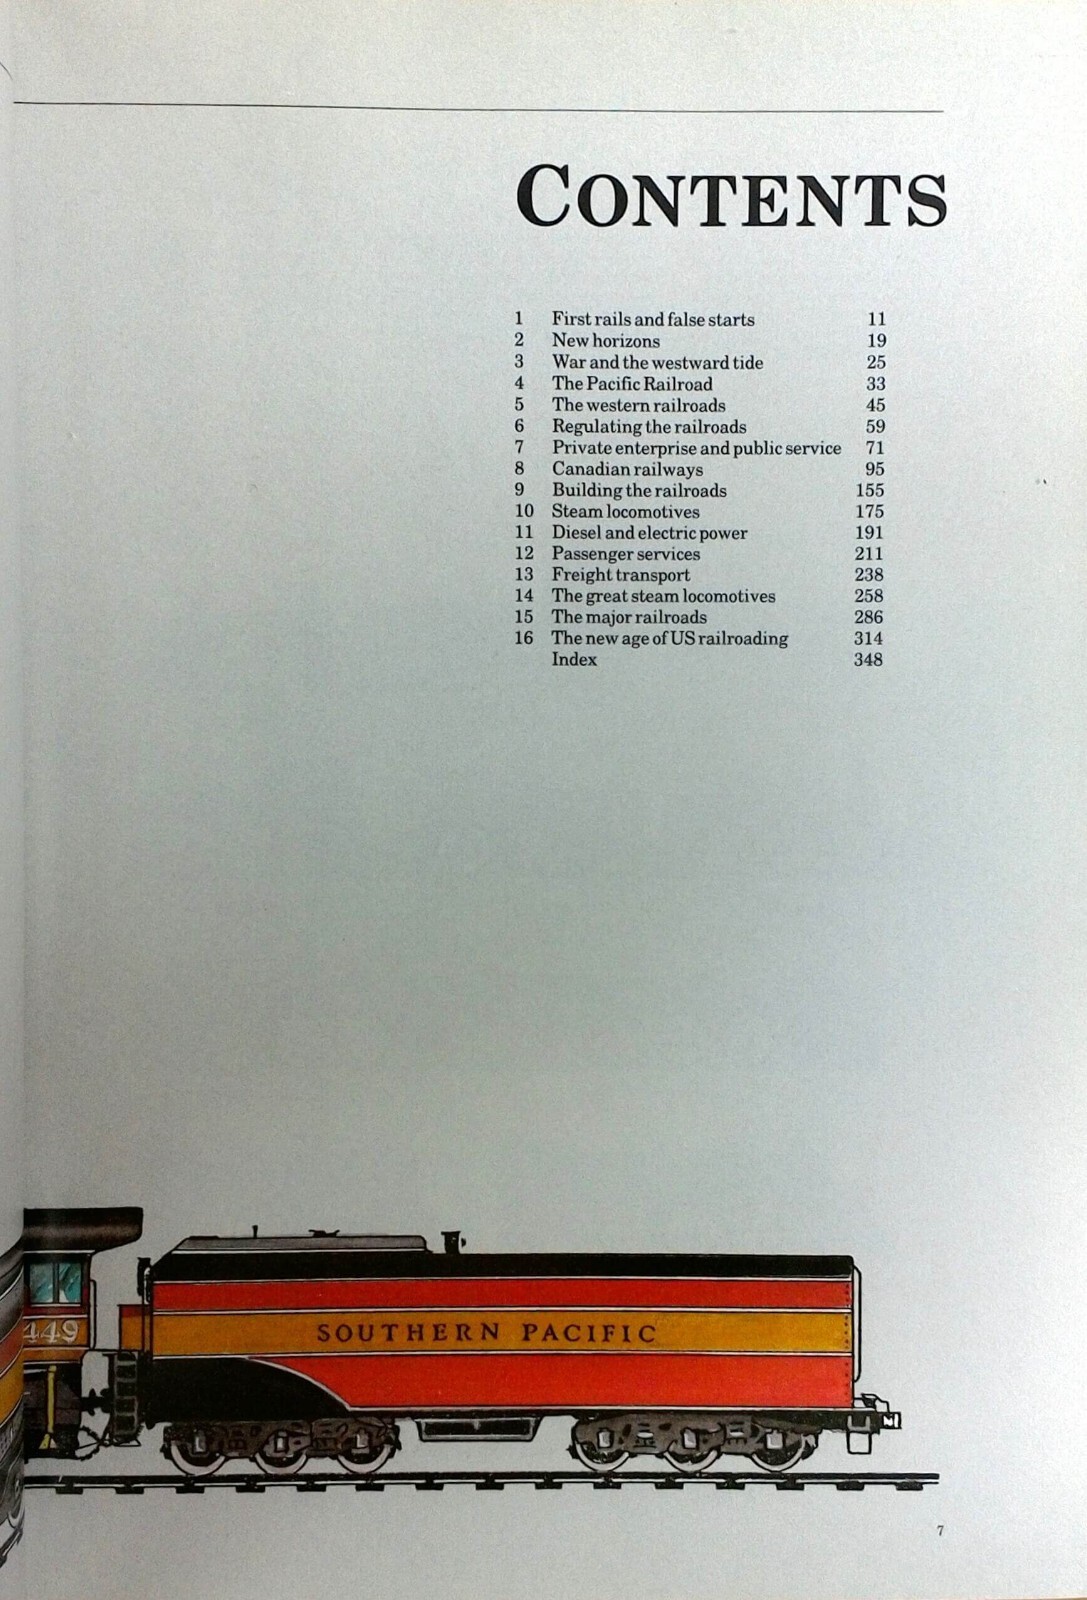 CONTENTS
1 First rails and false starts 11
2 New horizons 19
3 War and the westward tide 25
4 The Pacific Railroad 33
5 The western railroads 45
6 Regulating the railroads 59
7 Private enterprise and public service 71
8 Canadian railways 95
9 Building the railroads 155
10 Steam locomotives 175
11 Diesel and electric power 191
12 Passenger services 211
13 Freight transport 238
14 The great steam locomotives 258
15 The major railroads 286
16 The new age of US railroading 314
Index 348
SOUTHERN PACIFIC
449
7